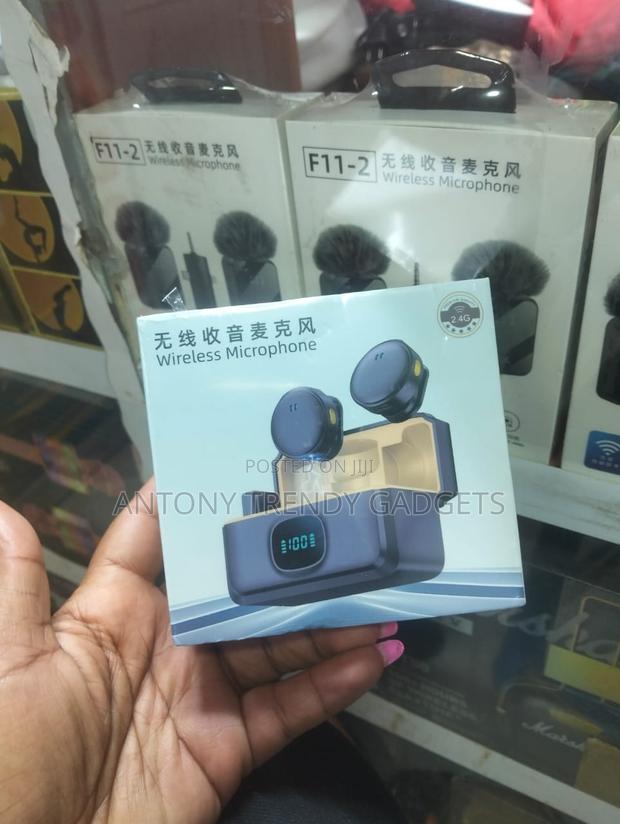 F11-2 无线收音麦克风
Wireless Microphone
F11-2 无线收音麦克风
Wireless Microphone
无线收音麦克风
Wireless Microphone
2.4G
100
POSTED ON JIJI
ANTONY TRENDY GADGETS
Marsh